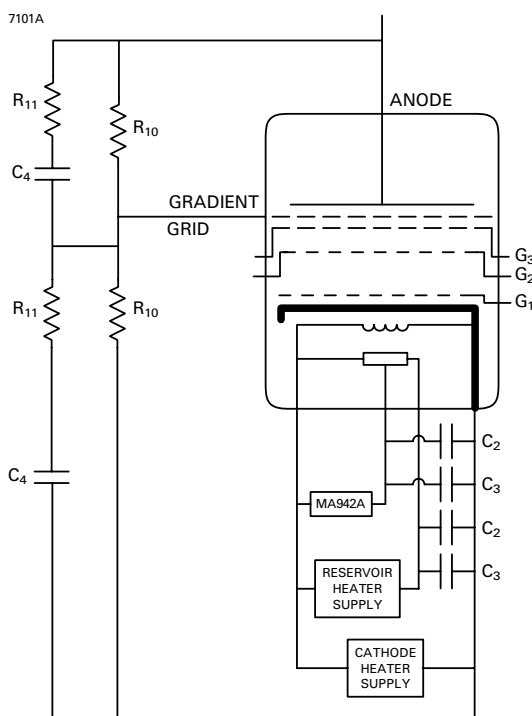 7101A
ANODE
R11
R10
C4
GRADIENT
GRID
G3
G2
G1
R11
R10
C2
C4
C3
MA942A
C2
RESERVOIR
HEATER
SUPPLY
C3
CATHODE
HEATER
SUPPLY